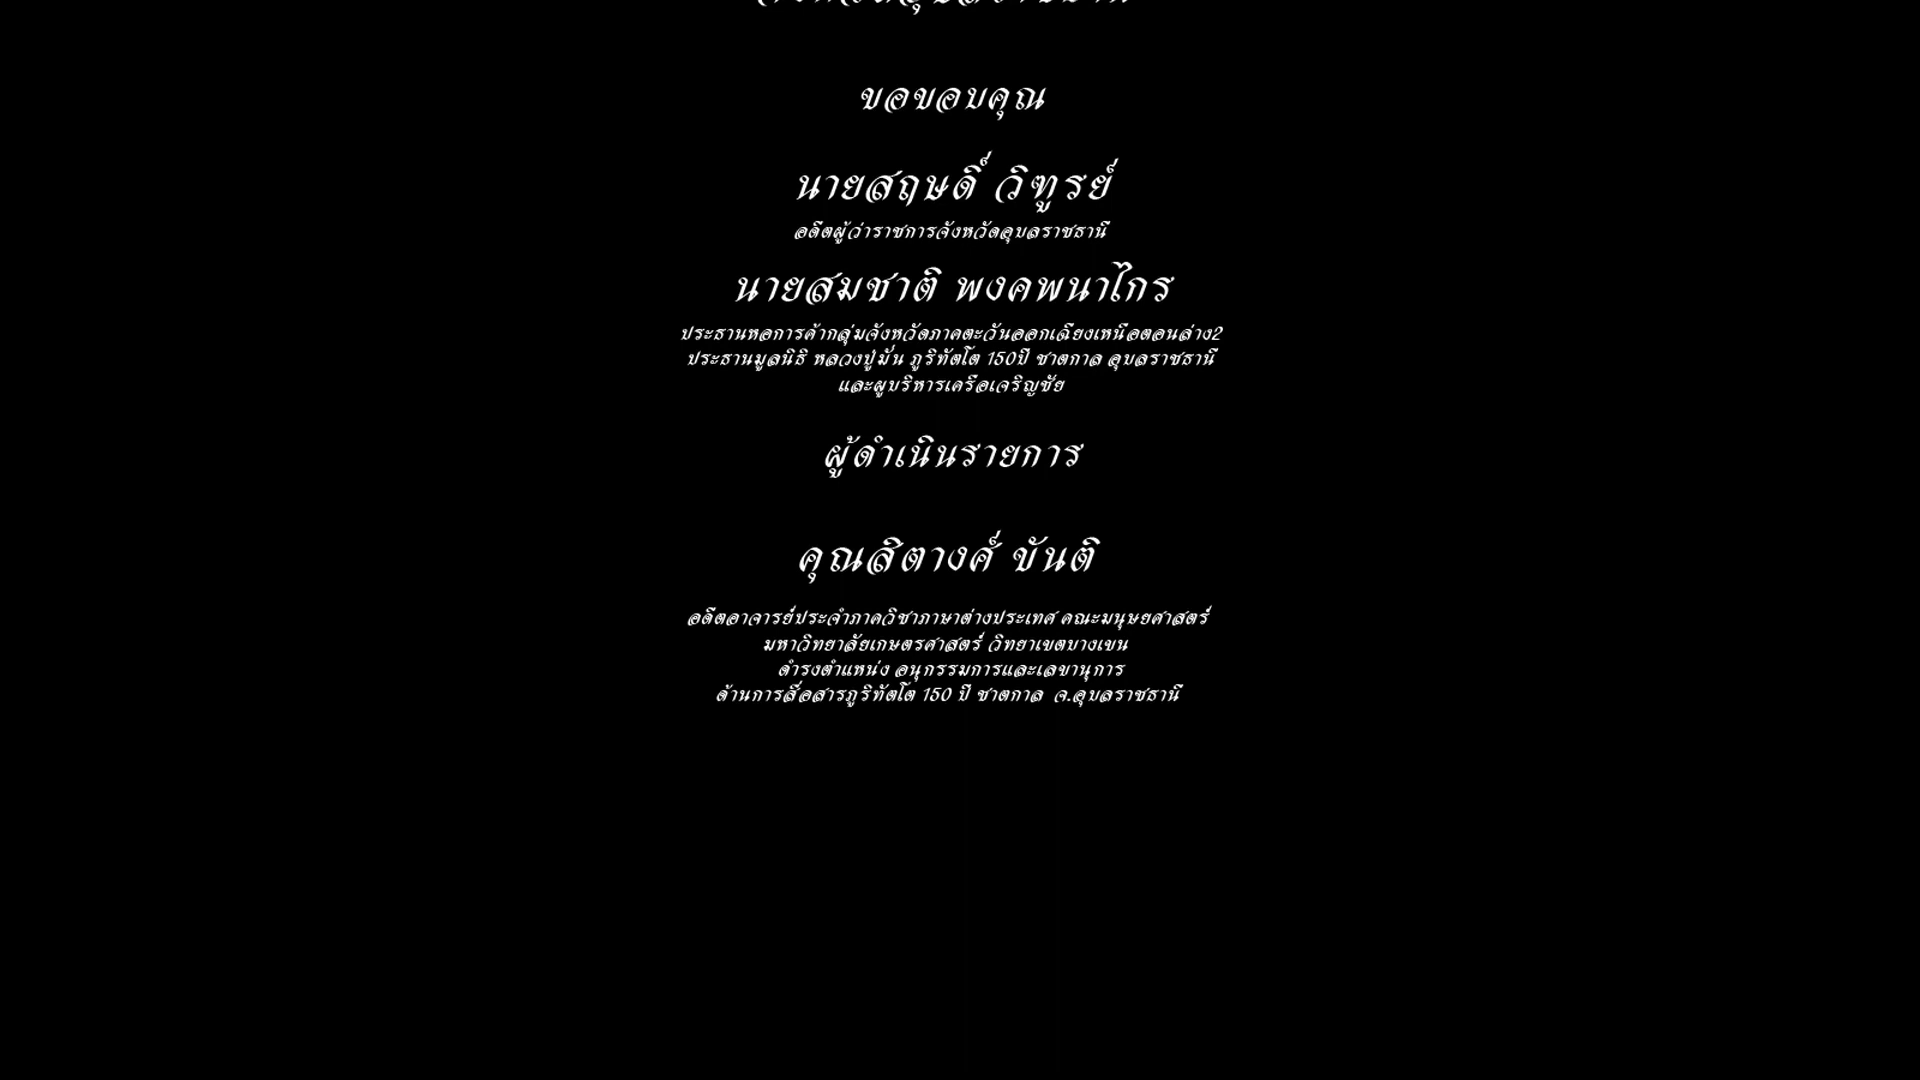 ขอขอบคุณ
นายสฤษดิ์ วิฑูรย์
อดีตผู้ว่าราชการจังหวัดอุบลราชธานี
นายสมชาติ พงคพนาไกร
ประธานหอการค้ากลุ่มจังหวัดภาคตะวันออกเฉียงเหนือตอนล่าง2
ประธานมูลนิธิ หลวงปู่มั่น ภูริทัตโต 150ปี ชาตกาล อุบลราชธานี
และผูบริหารเครือเจริญชัย
ผู้ดำเนินรายการ
คุณสิตางศ์ ขันติ
อดีตอาจารย์ประจำภาควิชาภาษาต่างประเทศ คณะมนุษยศาสตร์
มหาวิทยาลัยเกษตรศาสตร์ วิทยาเขตบางเขน
ดำรงตำแหน่ง อนุกรรมการและเลขานุการ
ด้านการสื่อสารภูริทัตโต 150 ปี ชาตกาล จ.อุบลราชธานี